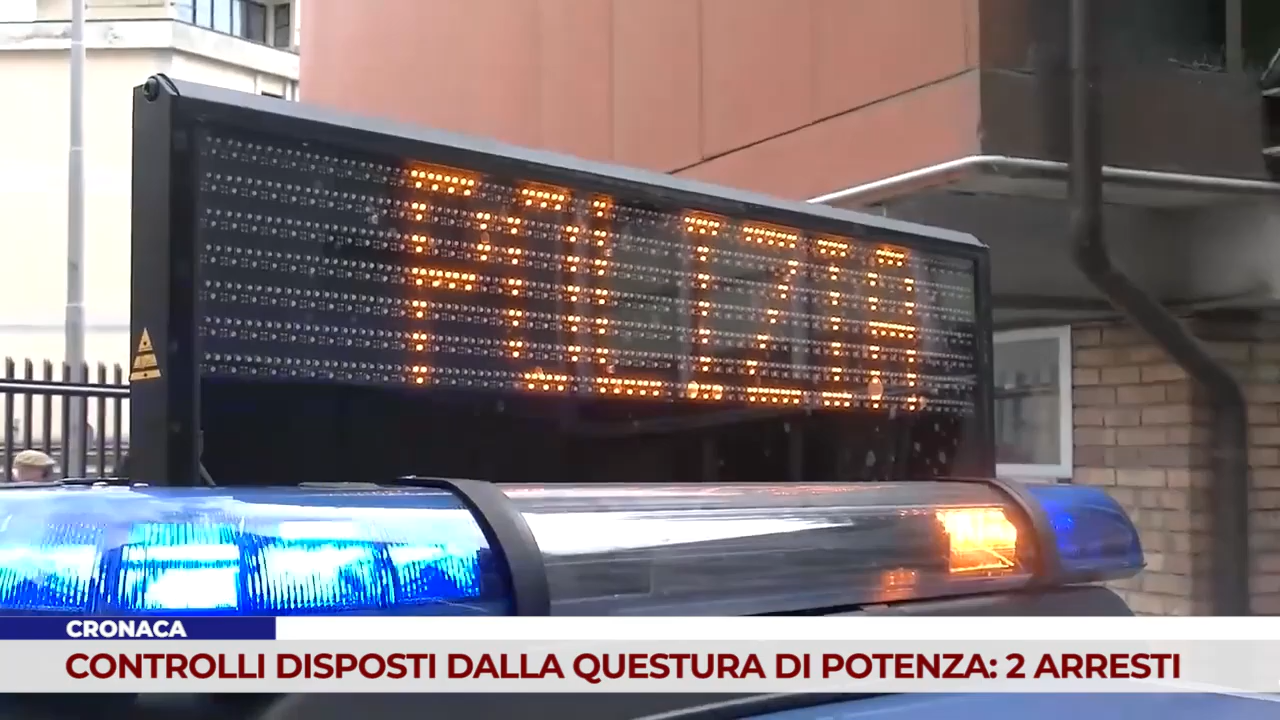 POLIZIA
CRONACA
CONTROLLI DISPOSTI DALLA QUESTURA DI POTENZA: 2 ARRESTI